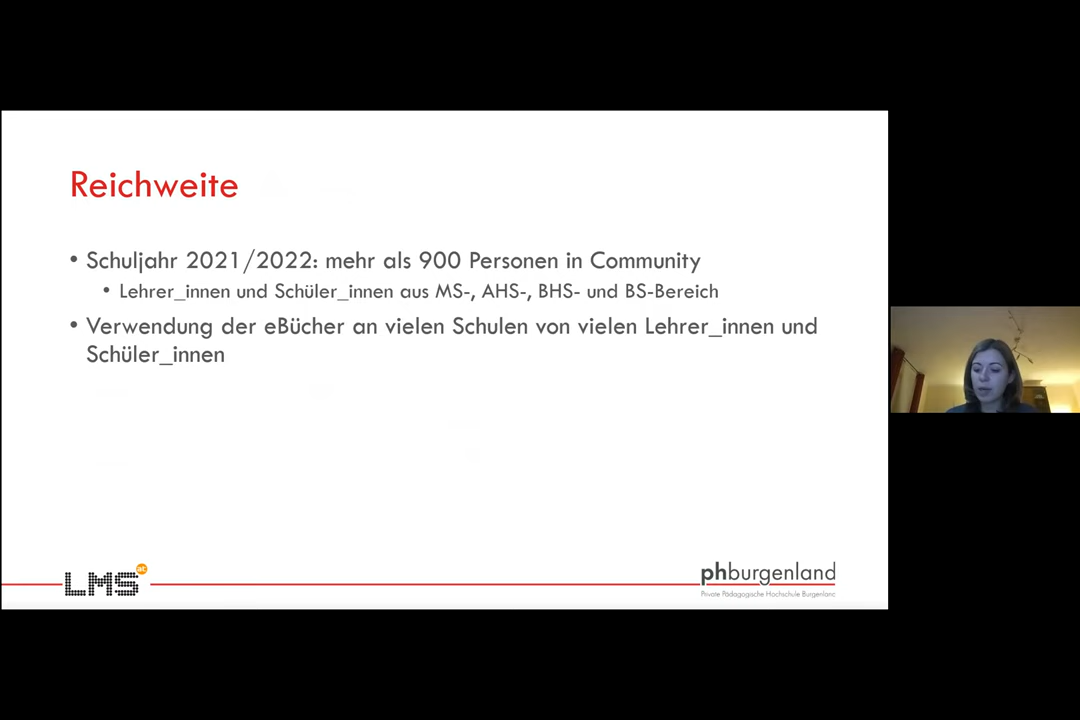 Reichweite
• Schuljahr 2021/2022: mehr als 900 Personen in Community
• Lehrer_innen und Schüler_innen aus MS-, AHS-, BHS- und BS-Bereich
• Verwendung der eBücher an vielen Schulen von vielen Lehrer_innen und
Schüler_innen
LMS at
phburgenland
Private Pädagogische Hochschule Burgenland